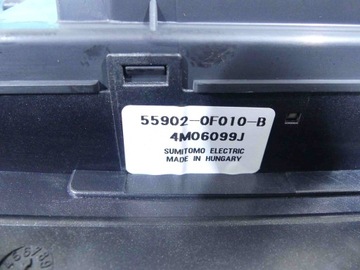 55902-0F010-B
4M06099J
SUMITOMO ELECTRIC
MADE IN HUNGARY